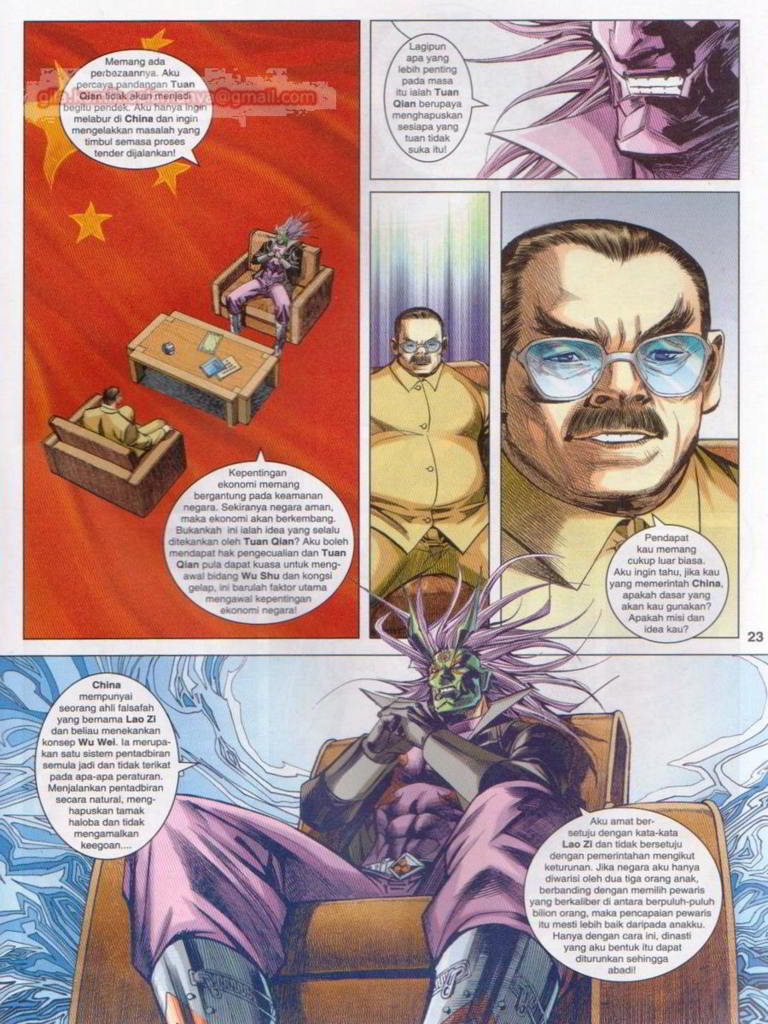 Memang ada
perbezaannya. Aku
percaya pandangan Tuan
Qian tidak akan menjadi
begitu pendek. Aku hanya ingin
melabur di China dan ingin
mengelakkan masalah yang
timbul semasa proses
tender dijalankan!
@gmail.com
Lagipun
apa yang
lebih penting
pada masa
itu ialah Tuan
Qian berupaya
menghapuskan
sesiapa yang
tuan tidak
suka itu!
Kepentingan
ekonomi memang
bergantung pada keamanan
negara. Sekiranya negara aman,
maka ekonomi akan berkembang.
Bukankah ini ialah idea yang selalu
ditekankan oleh Tuan Qian? Aku boleh
mendapat hak pengecualian dan Tuan
Qian pula dapat kuasa untuk meng-
awal bidang Wu Shu dan kongsi
gelap, ini barulah faktor utama
mengawal kepentingan
ekonomi negara!
Pendapat
kau memang
cukup luar biasa.
Aku ingin tahu, jika kau
yang memerintah China,
apakah dasar yang
akan kau gunakan?
Apakah misi dan
idea kau?
23
China
mempunyai
seorang ahli falsafah
yang bernama Lao Zi
dan beliau menekankan
konsep Wu Wei. Ia merupa-
kan satu sistem pentadbiran
semula jadi dan tidak terikat
pada apa-apa peraturan.
Menjalankan pentadbiran
secara natural, meng-
hapuskan tamak
haloba dan tidak
mengamalkan
keegoan....
Aku amat ber-
setuju dengan kata-kata
Lao Zi dan tidak bersetuju
dengan pemerintahan mengikut
keturunan. Jika negara aku hanya
diwarisi oleh dua tiga orang anak,
berbanding dengan memilih pewaris
yang berkaliber di antara berpuluh-puluh
bilion orang, maka pencapaian pewaris
itu mesti lebih baik daripada anakku.
Hanya dengan cara ini, dinasti
yang aku bentuk itu dapat
diturunkan sehingga
abadi!